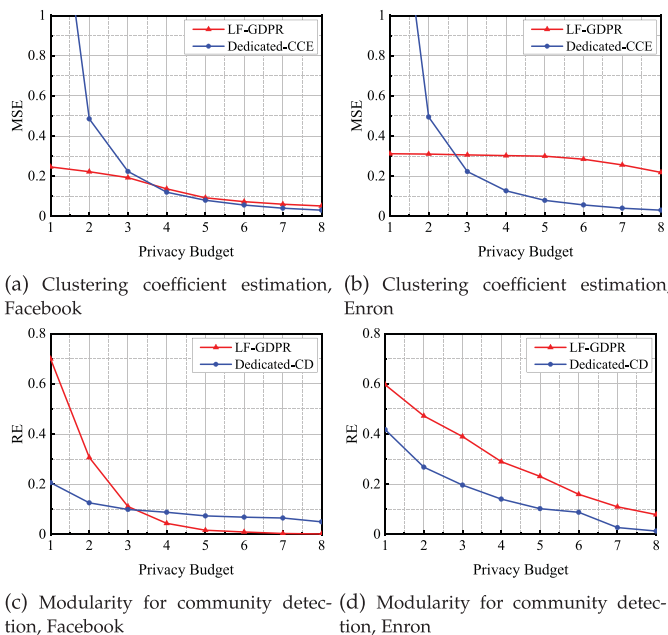 1
0.8
0.6
0.4
0.2
0
MSE
LF-GDPR
Dedicated-CCE
1 2 3 4 5 6 7 8
Privacy Budget
1
0.8
0.6
0.4
0.2
0
MSE
LF-GDPR
Dedicated-CCE
1 2 3 4 5 6 7 8
Privacy Budget
(a) Clustering coefficient estimation,
Facebook
(b) Clustering coefficient estimation,
Enron
0.8
0.6
0.4
0.2
0
RE
LF-GDPR
Dedicated-CD
1 2 3 4 5 6 7 8
Privacy Budget
0.8
0.6
0.4
0.2
0
RE
LF-GDPR
Dedicated-CD
1 2 3 4 5 6 7 8
Privacy Budget
(c) Modularity for community detec-
tion, Facebook
(d) Modularity for community detec-
tion, Enron